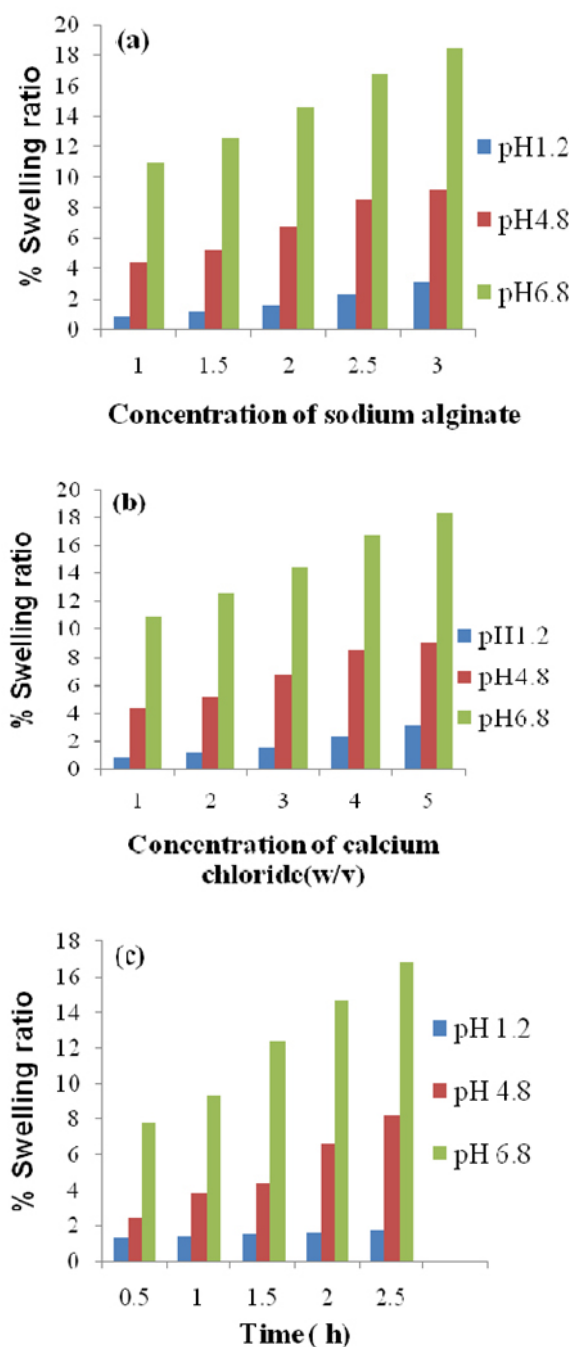 (a)
% Swelling ratio
20
18
16
14
12
10
8
6
4
2
0
1 1.5 2 2.5 3
Concentration of sodium alginate
pH1.2
pH4.8
pH6.8
(b)
% Swelling ratio
20
18
16
14
12
10
8
6
4
2
0
1 2 3 4 5
Concentration of calcium
chloride(w/v)
pH1.2
pH4.8
pH6.8
(c)
% Swelling ratio
18
16
14
12
10
8
6
4
2
0
0.5 1 1.5 2 2.5
Time ( h)
pH 1.2
pH 4.8
pH 6.8